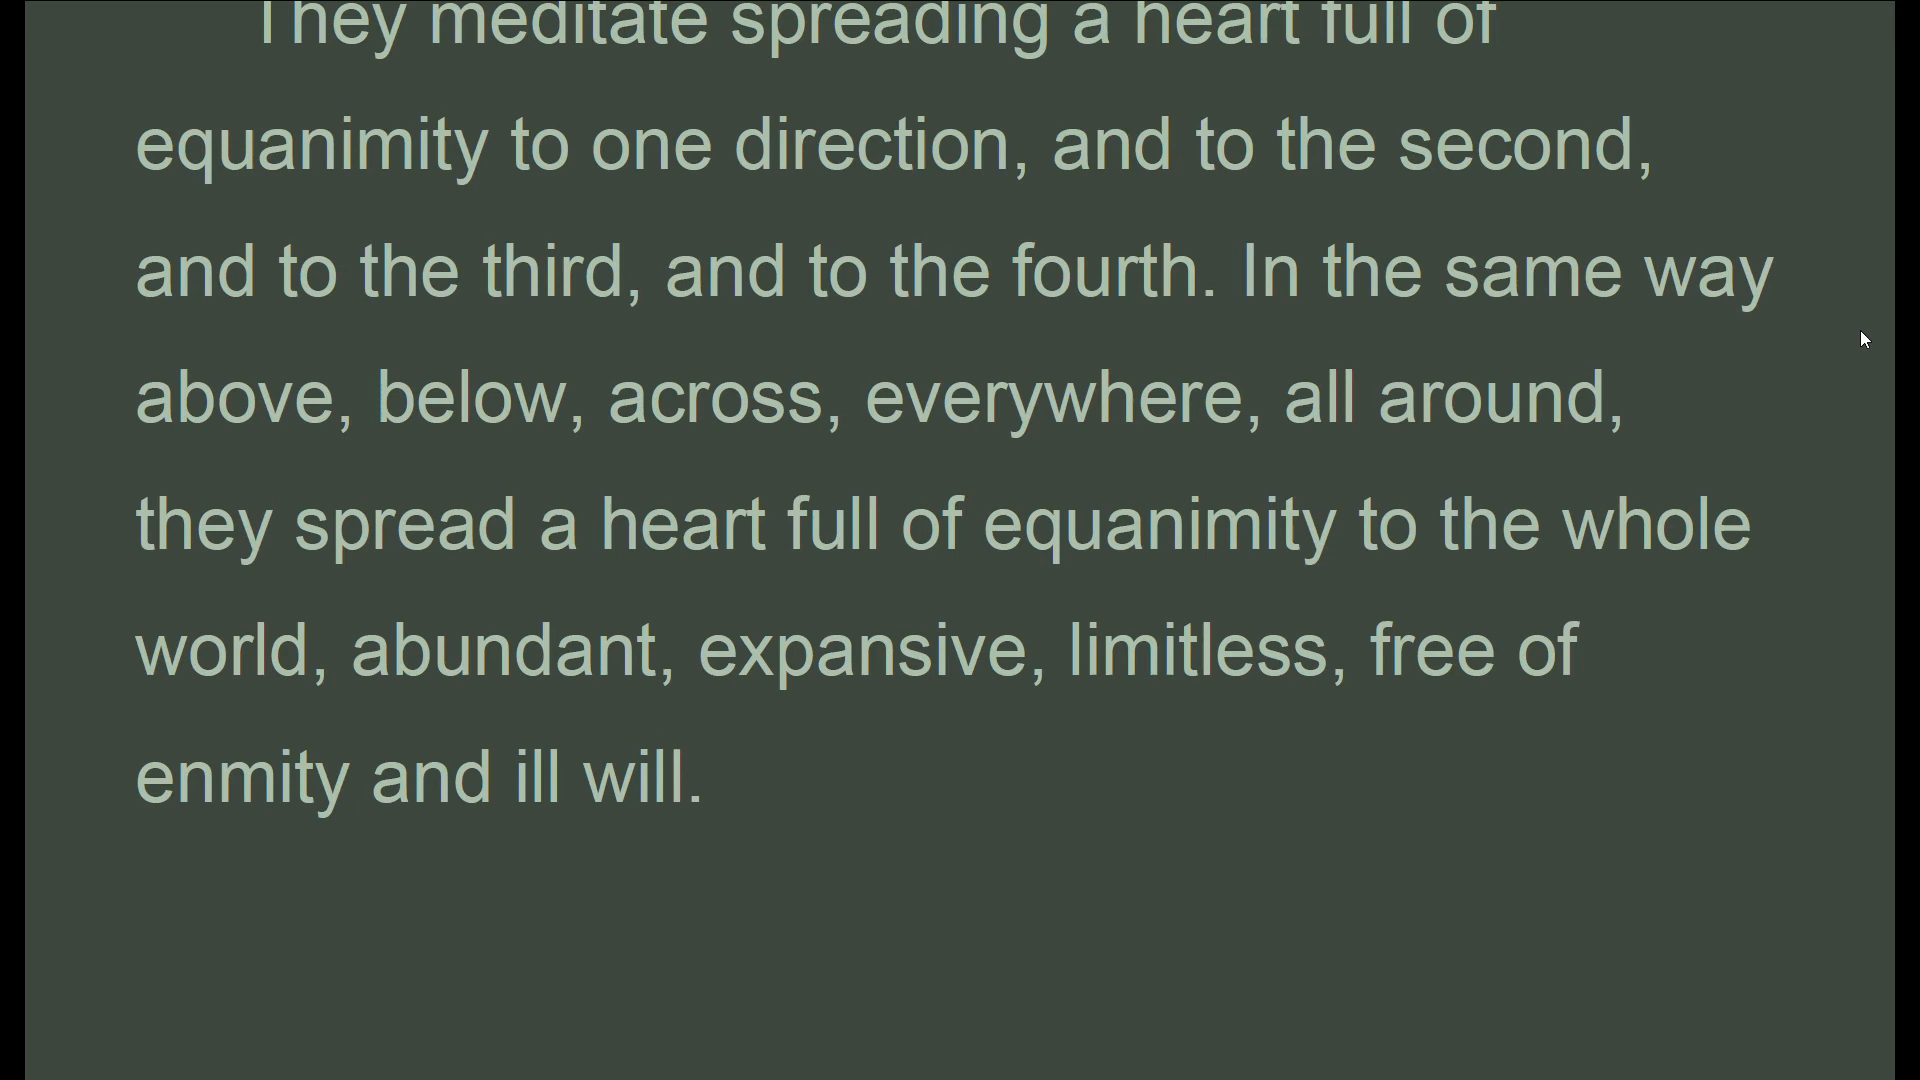 They meditate spreading a heart full of
equanimity to one direction, and to the second,
and to the third, and to the fourth. In the same way
above, below, across, everywhere, all around,
they spread a heart full of equanimity to the whole
world, abundant, expansive, limitless, free of
enmity and ill will.